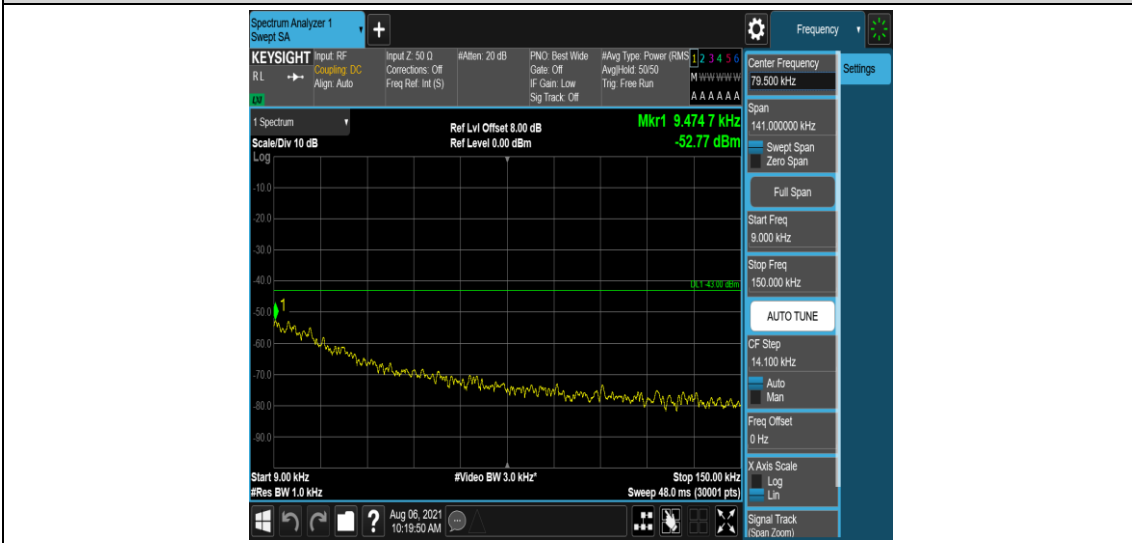 Spectrum Analyzer 1
Swept SA
+
Frequency
KEYSIGHT
RL
Input: RF
Coupling: DC
Align: Auto
Input Z: 50 Ω
Corrections: Off
Freq Ref: Int (S)
#Atten: 20 dB
PNO: Best Wide
Gate: Off
IF Gain: Low
Sig Track: Off
#Avg Type: Power (RMS
Avg|Hold: 50/50
Trig: Free Run
1 2 3 4 5 6
M W W W W W
A A A A A A
1 Spectrum
Scale/Div 10 dB
Log
Ref Lvl Offset 8.00 dB
Ref Level 0.00 dBm
Mkr1 9.474 7 kHz
-52.77 dBm
-10.0
-20.0
-30.0
-40.0
DL1 -43.00 dBm
-50.0
1
-60.0
-70.0
-80.0
-90.0
Start 9.00 kHz
#Res BW 1.0 kHz
#Video BW 3.0 kHz*
Stop 150.00 kHz
Sweep 48.0 ms (30001 pts)
?
Aug 06, 2021
10:19:50 AM
Center Frequency
79.500 kHz
Settings
Span
141.000000 kHz
Swept Span
Zero Span
Full Span
Start Freq
9.000 kHz
Stop Freq
150.000 kHz
AUTO TUNE
CF Step
14.100 kHz
Auto
Man
Freq Offset
0 Hz
X Axis Scale
Log
Lin
Signal Track
(Span Zoom)